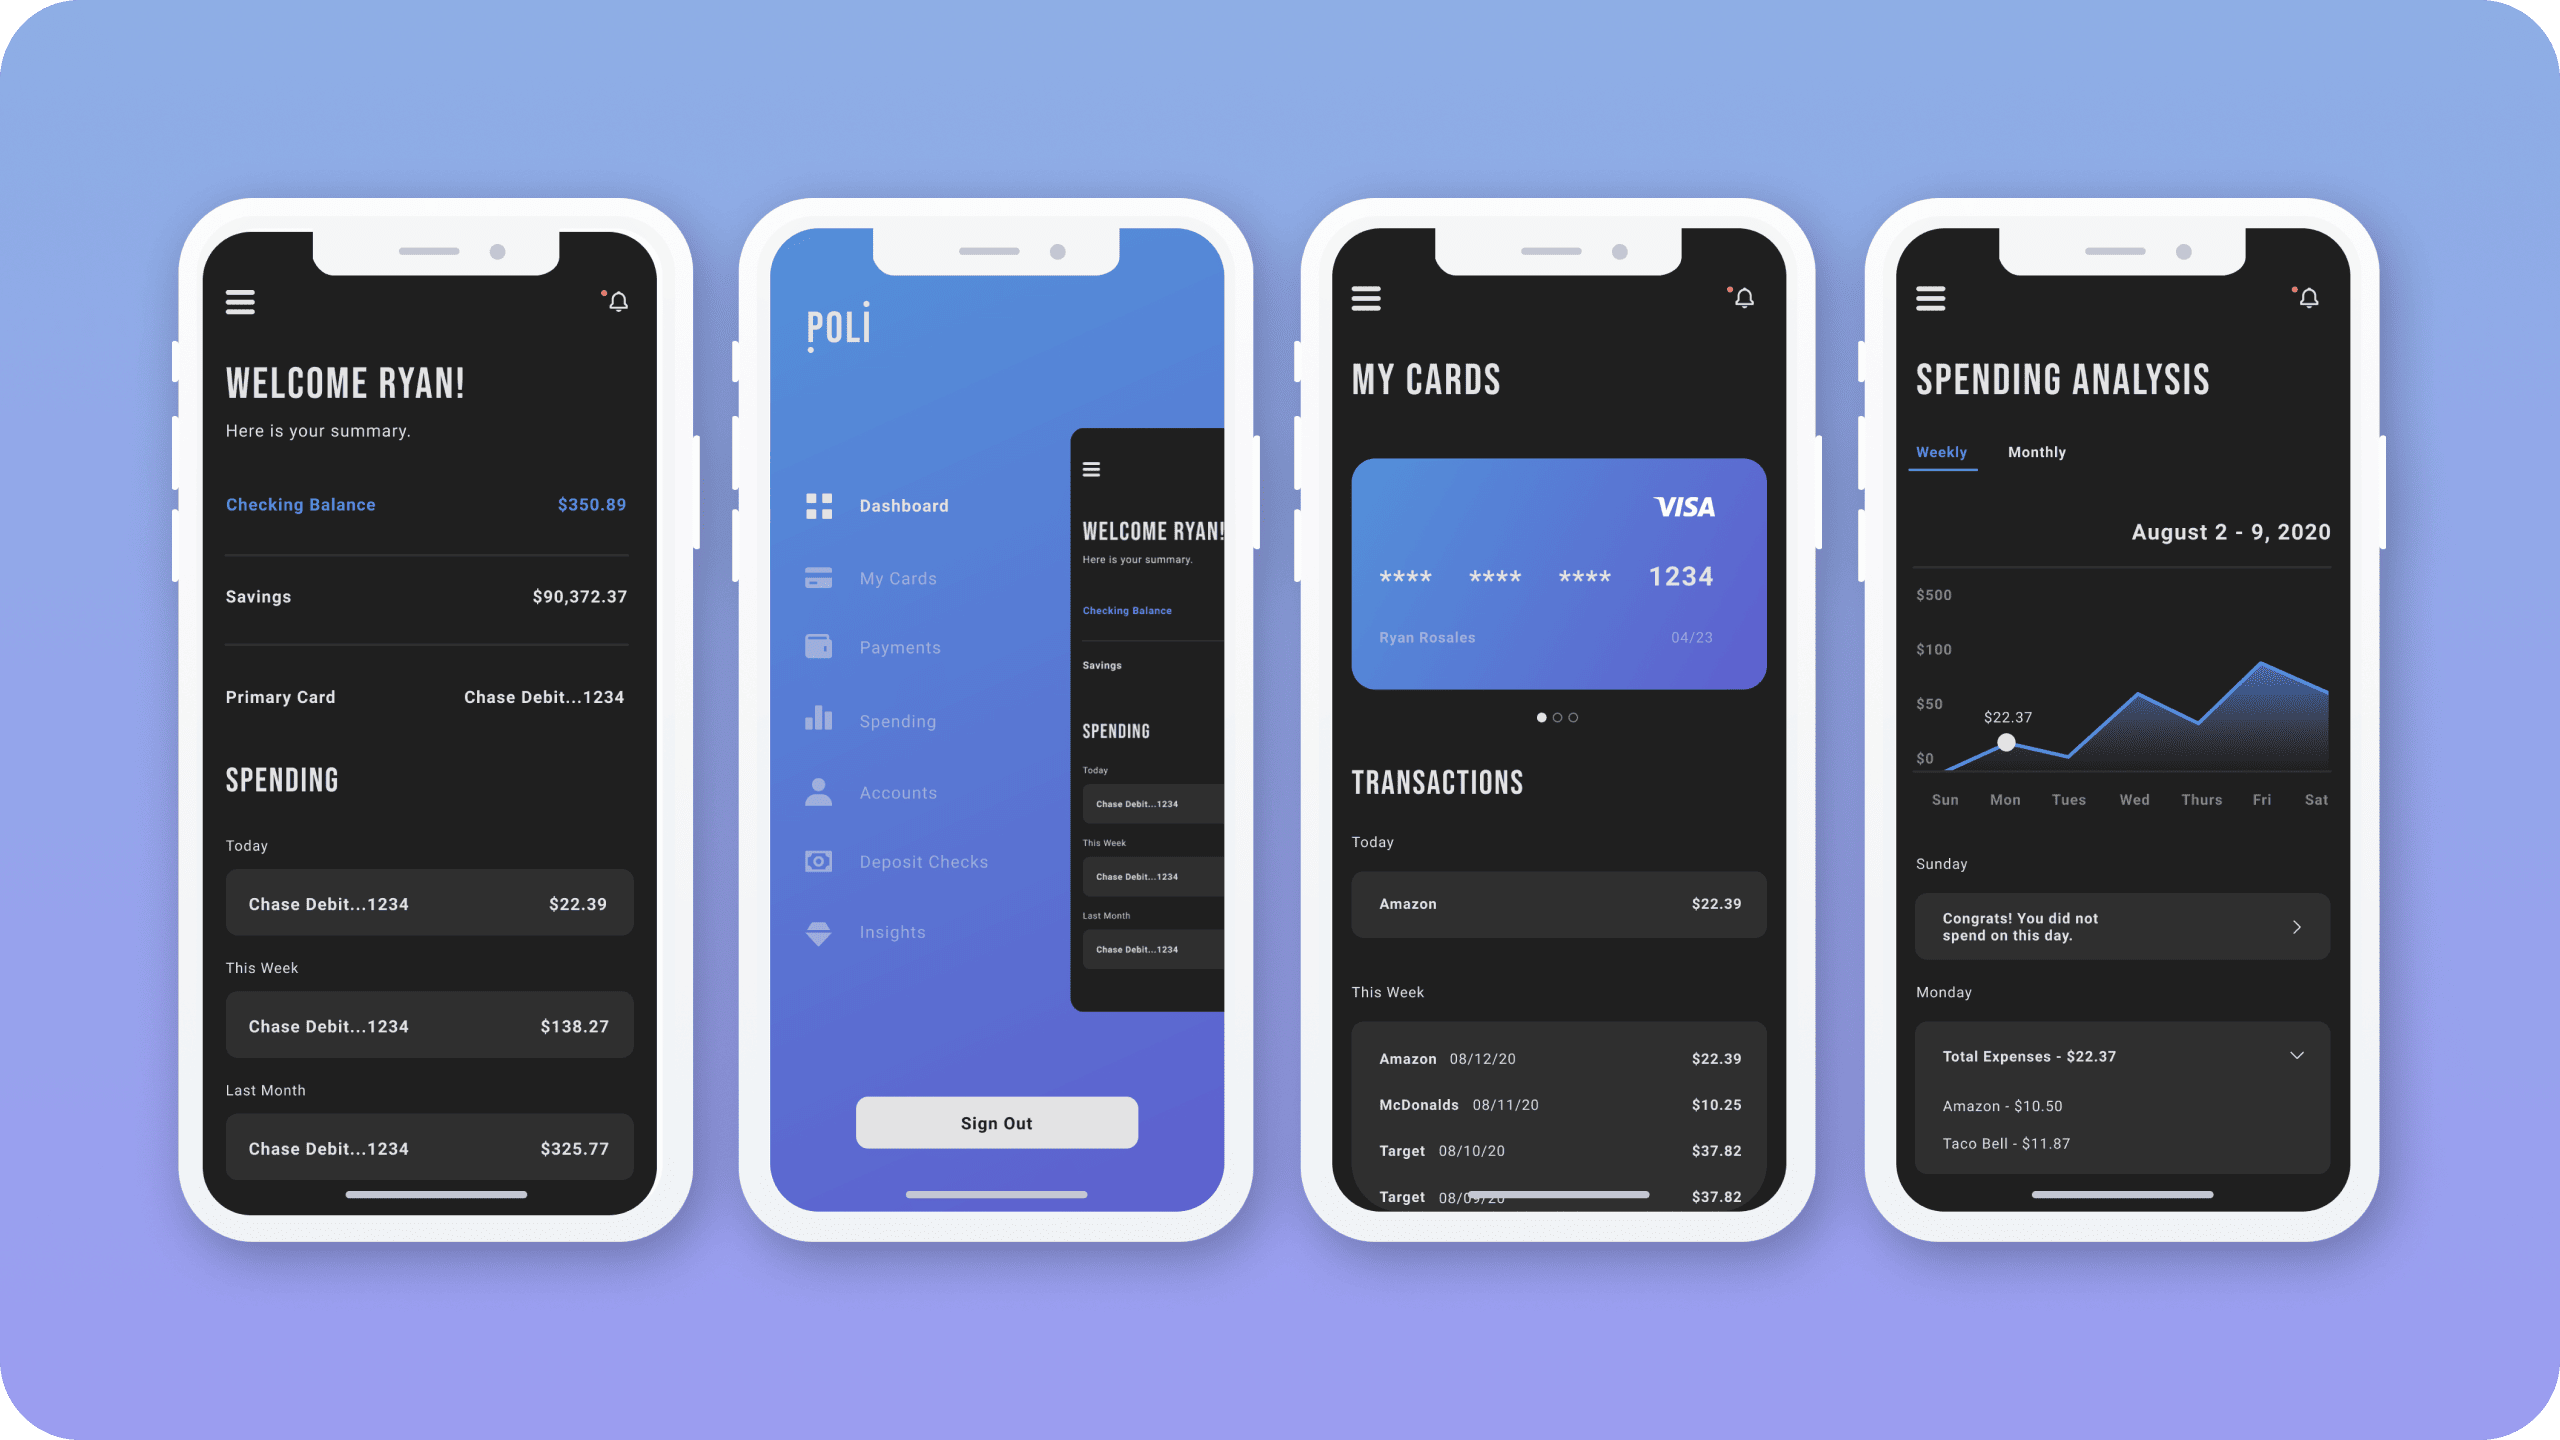 WELCOME RYAN!
Here is your summary.
Checking Balance $350.89
Savings $90,372.37
Primary Card Chase Debit...1234
SPENDING
Today
Chase Debit...1234 $22.39
This Week
Chase Debit...1234 $138.27
Last Month
Chase Debit...1234 $325.77
POLI
Dashboard
My Cards
Payments
Spending
Accounts
Deposit Checks
Insights
WELCOME RYAN!
Here is your summary.
Checking Balance
Savings
SPENDING
Today
Chase Debit...1234
This Week
Chase Debit...1234
Last Month
Chase Debit...1234
Sign Out
MY CARDS
VISA
**** **** **** 1234
Ryan Rosales 04/23
TRANSACTIONS
Today
Amazon $22.39
This Week
Amazon 08/12/20 $22.39
McDonalds 08/11/20 $10.25
Target 08/10/20 $37.82
Target 08/09/20 $37.82
SPENDING ANALYSIS
Weekly Monthly
August 2 - 9, 2020
$500
$100
$50
$22.37
$0
Sun Mon Tues Wed Thurs Fri Sat
Sunday
Congrats! You did not
spend on this day.
Monday
Total Expenses - $22.37
Amazon - $10.50
Taco Bell - $11.87